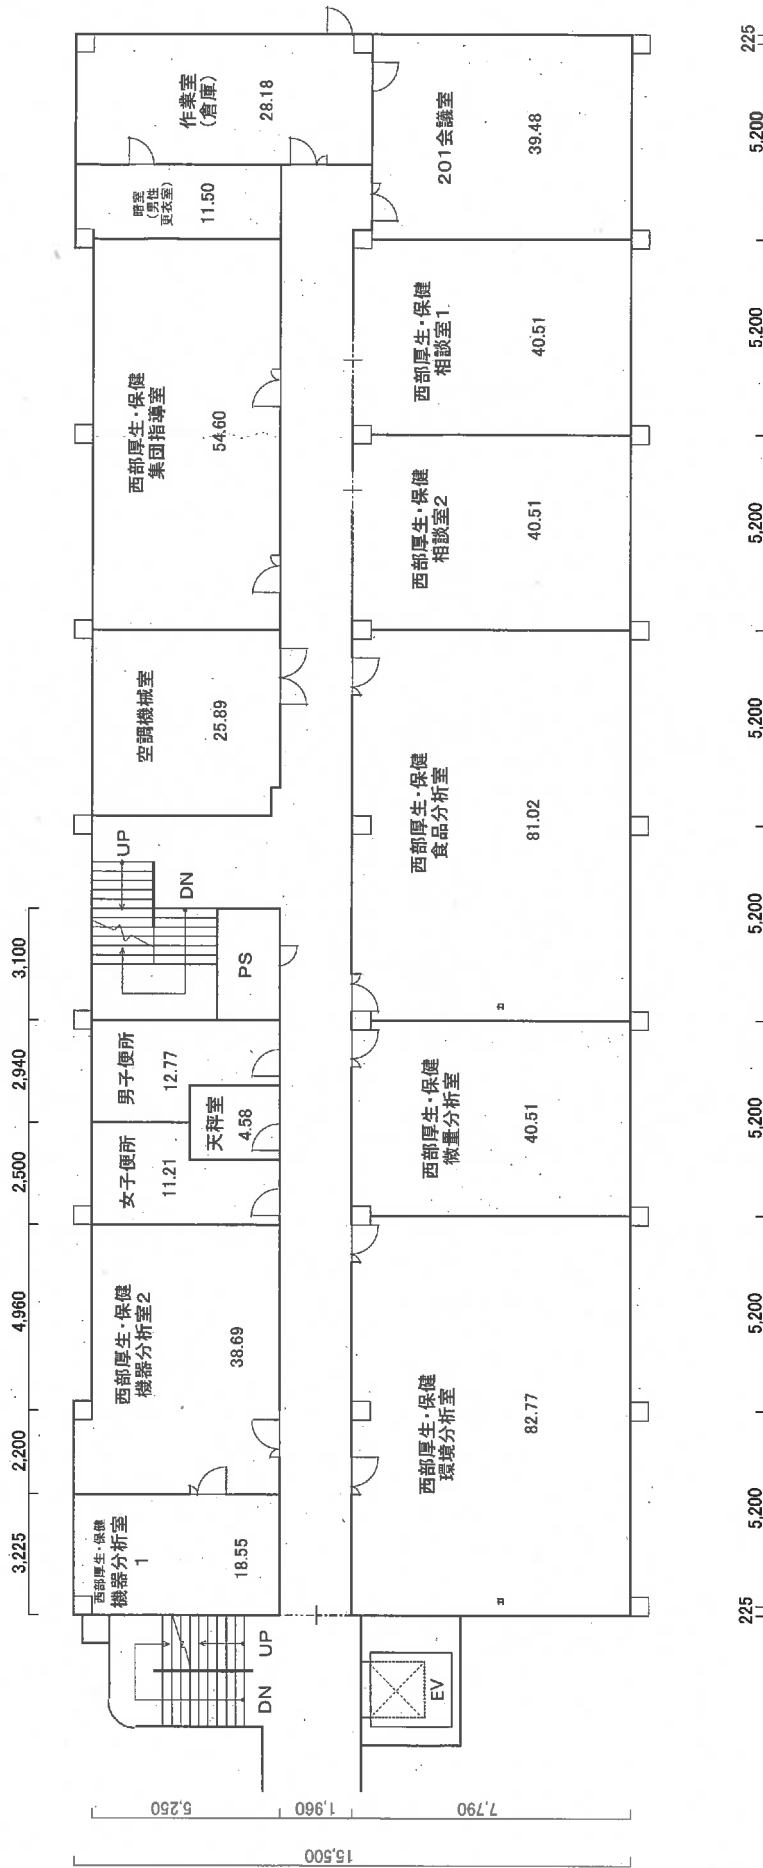 3,225
2,200
4,960
2,500
2,940
3,100
西部厚生・保健
機器分析室
1
18.55
西部厚生・保健
機器分析室2
38.69
女子便所
11.21
天秤室
4.58
男子便所
12.77
PS
UP
DN
空調機械室
25.89
西部厚生・保健
集団指導室
54.60
暗室
(男性
更衣室)
11.50
作業室
(倉庫)
28.18
DN
UP
EV
西部厚生・保健
環境分析室
82.77
西部厚生・保健
微量分析室
40.51
西部厚生・保健
食品分析室
81.02
西部厚生・保健
相談室2
40.51
西部厚生・保健
相談室1
40.51
201会議室
39.48
225
5,200
5,200
5,200
5,200
5,200
5,200
5,200
5,200
225
5,250
1,960
7,790
15,500